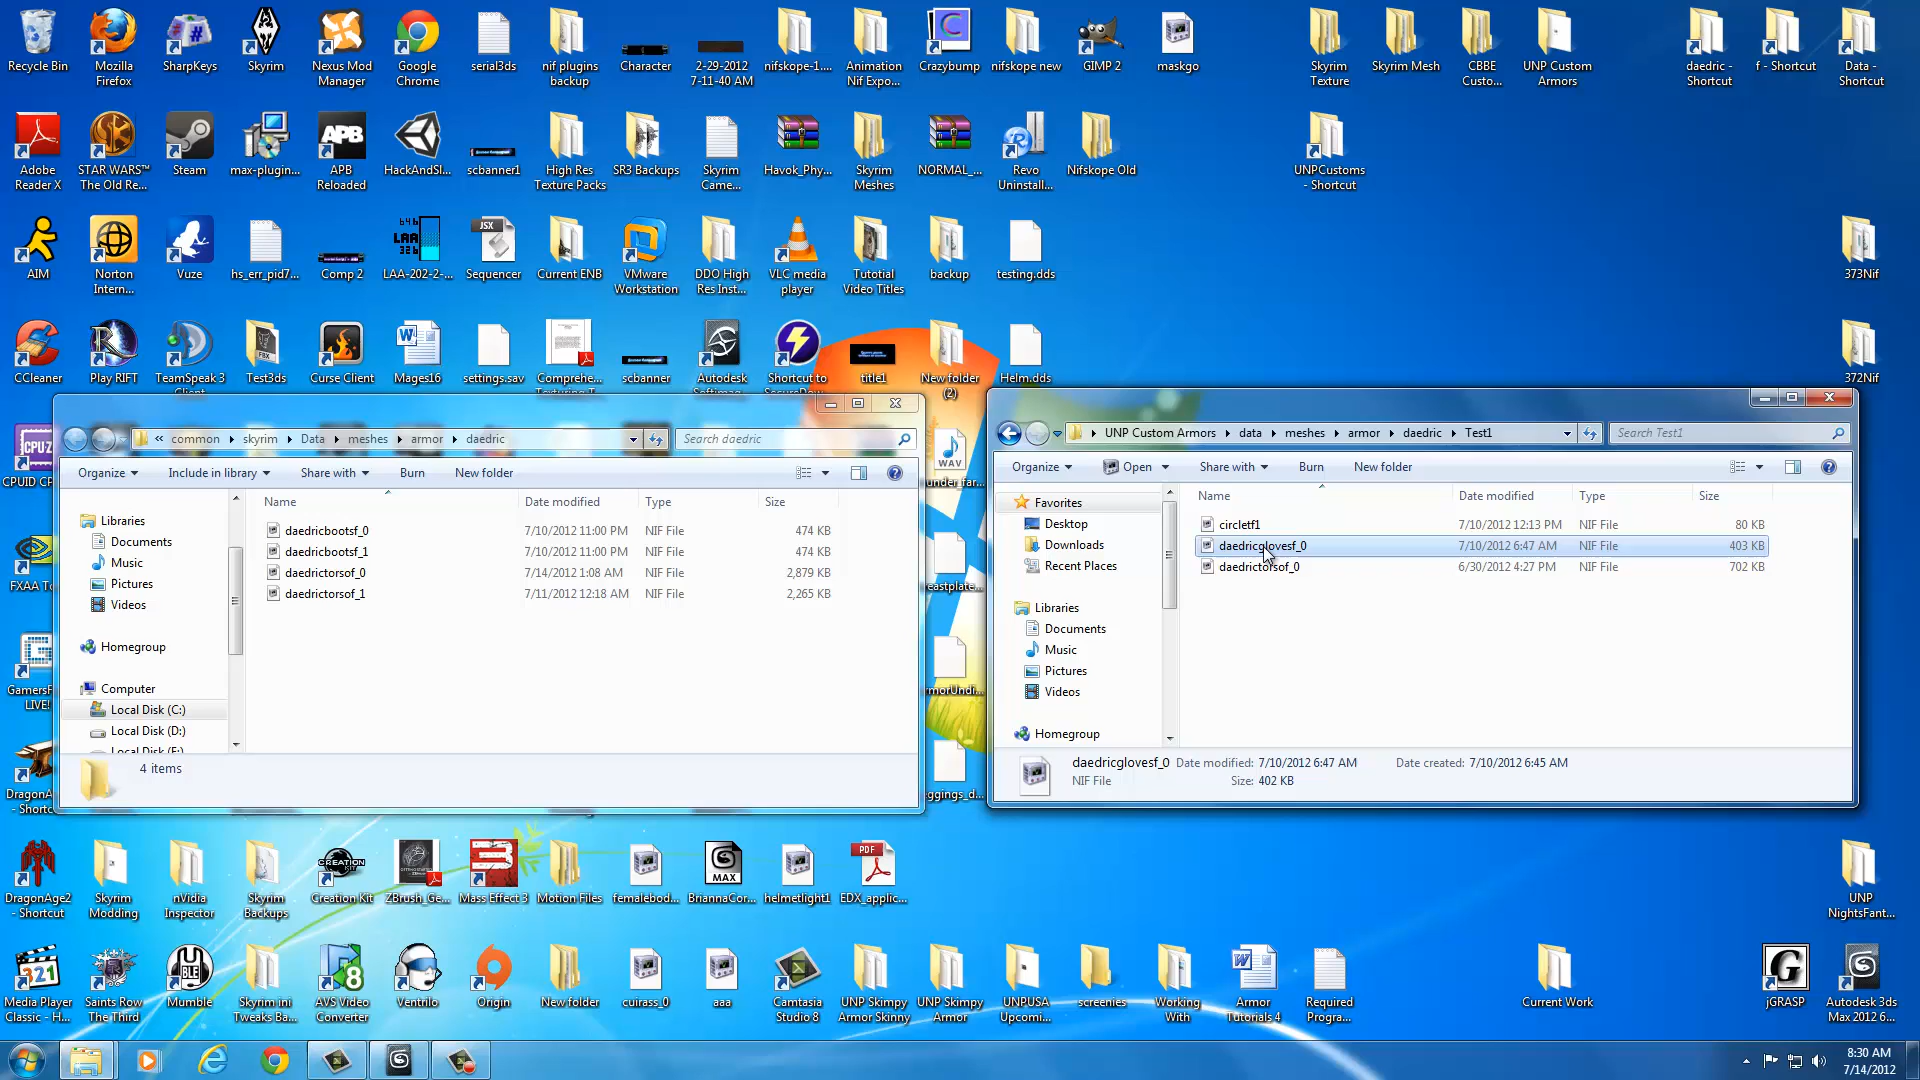 Recycle Bin
Mozilla
Firefox
SharpKeys
Skyrim
Nexus Mod
Manager
Google
Chrome
serial3ds
nif plugins
backup
Character
2-29-2012
7-11-40 AM
nifskope-1....
Animation
Nif Expo...
Crazybump
nifskope new
GIMP 2
maskgo
Skyrim
Texture
Skyrim Mesh
CBBE
Custo...
UNP Custom
Armors
daedric -
Shortcut
f - Shortcut
Data -
Shortcut
Adobe
Reader X
STAR WARS™
The Old Re...
Steam
max-plugin...
APB
Reloaded
HackAndSl...
scbanner1
High Res
Texture Packs
SR3 Backups
Skyrim
Came...
Havok_Phy...
Skyrim
Meshes
NORMAL_...
Revo
Uninstall...
Nifskope Old
UNPCustoms
- Shortcut
AIM
Norton
Intern...
Vuze
hs_err_pid7...
Comp 2
LAA-202-2-...
Sequencer
Current ENB
VMware
Workstation
DDO High
Res Inst...
VLC media
player
Tutotial
Video Titles
backup
testing.dds
373Nif
CCleaner
Play RIFT
TeamSpeak 3
Client
Test3ds
Curse Client
Mages16
settings.sav
Comprehe...
scbanner
Autodesk
Shortcut to
title1
New folder
(2)
Helm.dds
372Nif
« common skyrim Data meshes armor daedric
Search daedric
Organize Include in library Share with Burn New folder
Name Date modified Type Size
Libraries
Documents
Music
Pictures
Videos
Homegroup
Computer
Local Disk (C:)
Local Disk (D:)
Local Disk (E:)
daedricbootsf_0 7/10/2012 11:00 PM NIF File 474 KB
daedricbootsf_1 7/10/2012 11:00 PM NIF File 474 KB
daedrictorsof_0 7/14/2012 1:08 AM NIF File 2,879 KB
daedrictorsof_1 7/11/2012 12:18 AM NIF File 2,265 KB
4 items
UNP Custom Armors data meshes armor daedric Test1
Search Test1
Organize Open Share with Burn New folder
Name Date modified Type Size
Favorites
Desktop
Downloads
Recent Places
Libraries
Documents
Music
Pictures
Videos
Homegroup
circletf1 7/10/2012 12:13 PM NIF File 80 KB
daedricglovesf_0 7/10/2012 6:47 AM NIF File 403 KB
daedrictorsof_0 6/30/2012 4:27 PM NIF File 702 KB
daedricglovesf_0 Date modified: 7/10/2012 6:47 AM Date created: 7/10/2012 6:45 AM
NIF File Size: 402 KB
DragonAge2
- Shortcut
Skyrim
Modding
nVidia
Inspector
Skyrim
Backups
Creation Kit
ZBrush_Ge...
Mass Effect 3
Motion Files
femalebod...
BriannaCor...
helmetlight1
EDX_applic...
UNP
NightsFant...
Media Player
Classic - H...
Saints Row
The Third
Mumble
Skyrim ini
Tweaks Ba...
AVS Video
Converter
Ventrilo
Origin
New folder
cuirass_0
aaa
Camtasia
Studio 8
UNP Skimpy
Armor Skinny
UNP Skimpy
Armor
UNPUSA
Upcomi...
screenies
Working
With
Armor
Tutorials 4
Required
Progra...
Current Work
jGRASP
Autodesk 3ds
Max 2012 6...
8:30 AM
7/14/2012